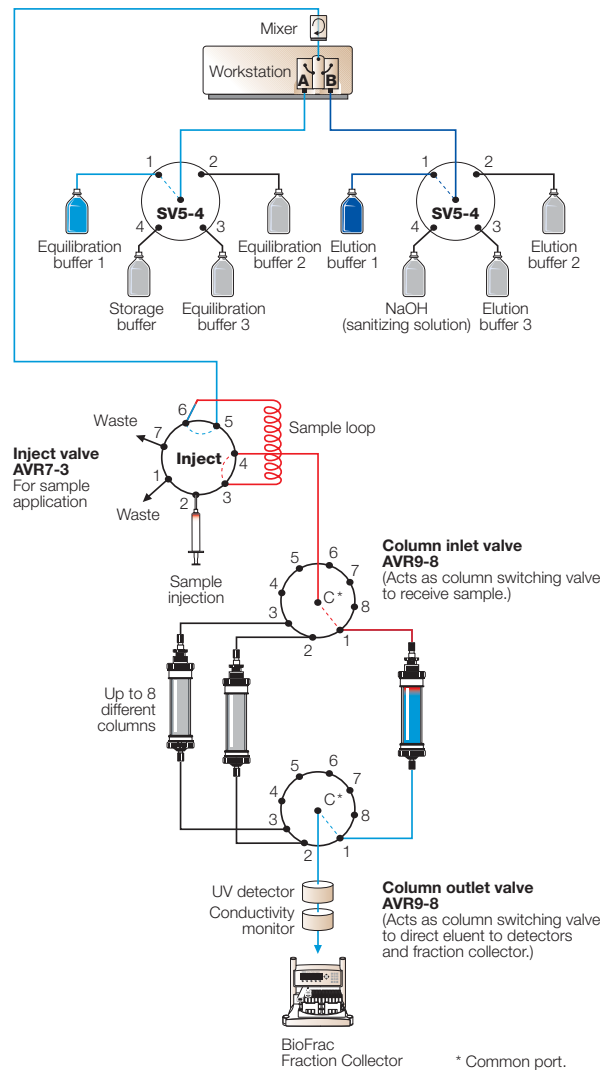 Mixer
Workstation
A B
1 2
SV5-4
4 3
Equilibration
buffer 1
Equilibration
buffer 2
Storage
buffer
Equilibration
buffer 3
1 2
SV5-4
4 3
Elution
buffer 1
Elution
buffer 2
NaOH
(sanitizing solution)
Elution
buffer 3
Inject valve
AVR7-3
For sample
application
Waste
Waste
6 5
7
Inject
4
1
2 3
Sample loop
Sample
injection
Column inlet valve
AVR9-8
(Acts as column switching valve
to receive sample.)
5 6
4 7
C*
3 8
2 1
Up to 8
different
columns
5 6
4 7
C*
3 8
2 1
UV detector
Conductivity
monitor
Column outlet valve
AVR9-8
(Acts as column switching valve
to direct eluent to detectors
and fraction collector.)
BioFrac
Fraction Collector
* Common port.